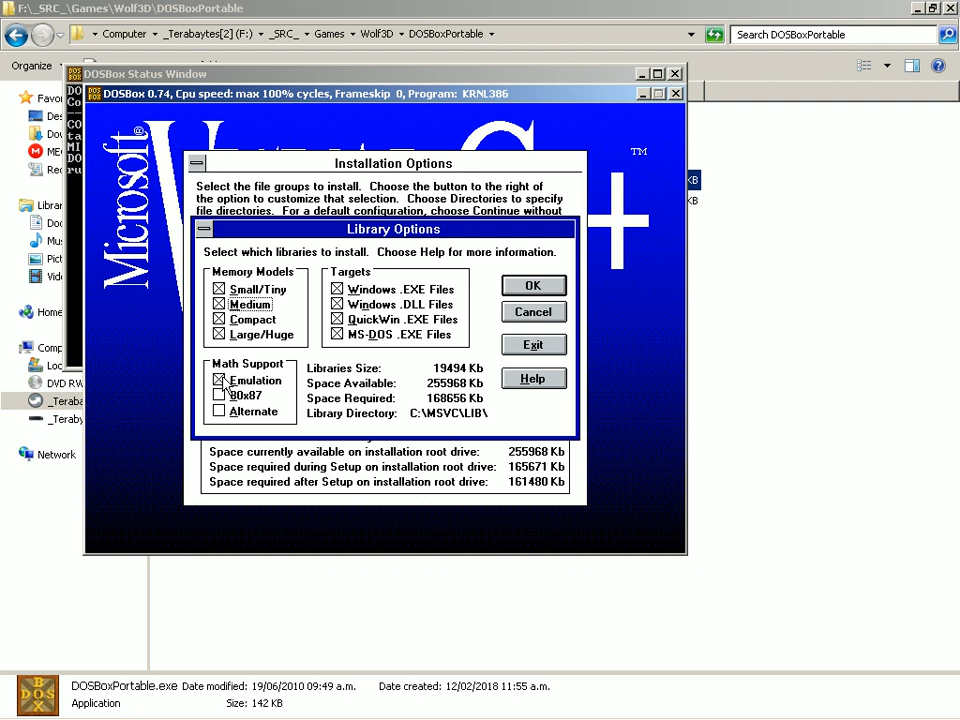 F:\_SRC_\Games\Wolf3D\DOSBoxPortable
Computer
_Terabytes[2] (F:)
_SRC_
Games
Wolf3D
DOSBoxPortable
Search DOSBoxPortable
Organize
DOSBox Status Window
DOSBox 0.74, Cpu speed: max 100% cycles, Frameskip 0, Program: KRNL386
Microsoft®
TM
KB
KB
Installation Options
Select the file groups to install. Choose the button to the right of
the option to customize that selection. Choose Directories to specify
file directories. For a default configuration, choose Continue without
Library Options
Select which libraries to install. Choose Help for more information.
Memory Models
Small/Tiny
Medium
Compact
Large/Huge
Targets
Windows .EXE Files
Windows .DLL Files
QuickWin .EXE Files
MS-DOS .EXE Files
OK
Cancel
Exit
Help
Math Support
Emulation
80x87
Alternate
Libraries Size: 19494 Kb
Space Available: 255968 Kb
Space Required: 168656 Kb
Library Directory: C:\MSVC\LIB\
Space currently available on installation root drive: 255968 Kb
Space required during Setup on installation root drive: 165671 Kb
Space required after Setup on installation root drive: 161480 Kb
Network
DOSBoxPortable.exe Date modified: 19/06/2010 09:49 a.m. Date created: 12/02/2018 11:55 a.m.
Application Size: 142 KB